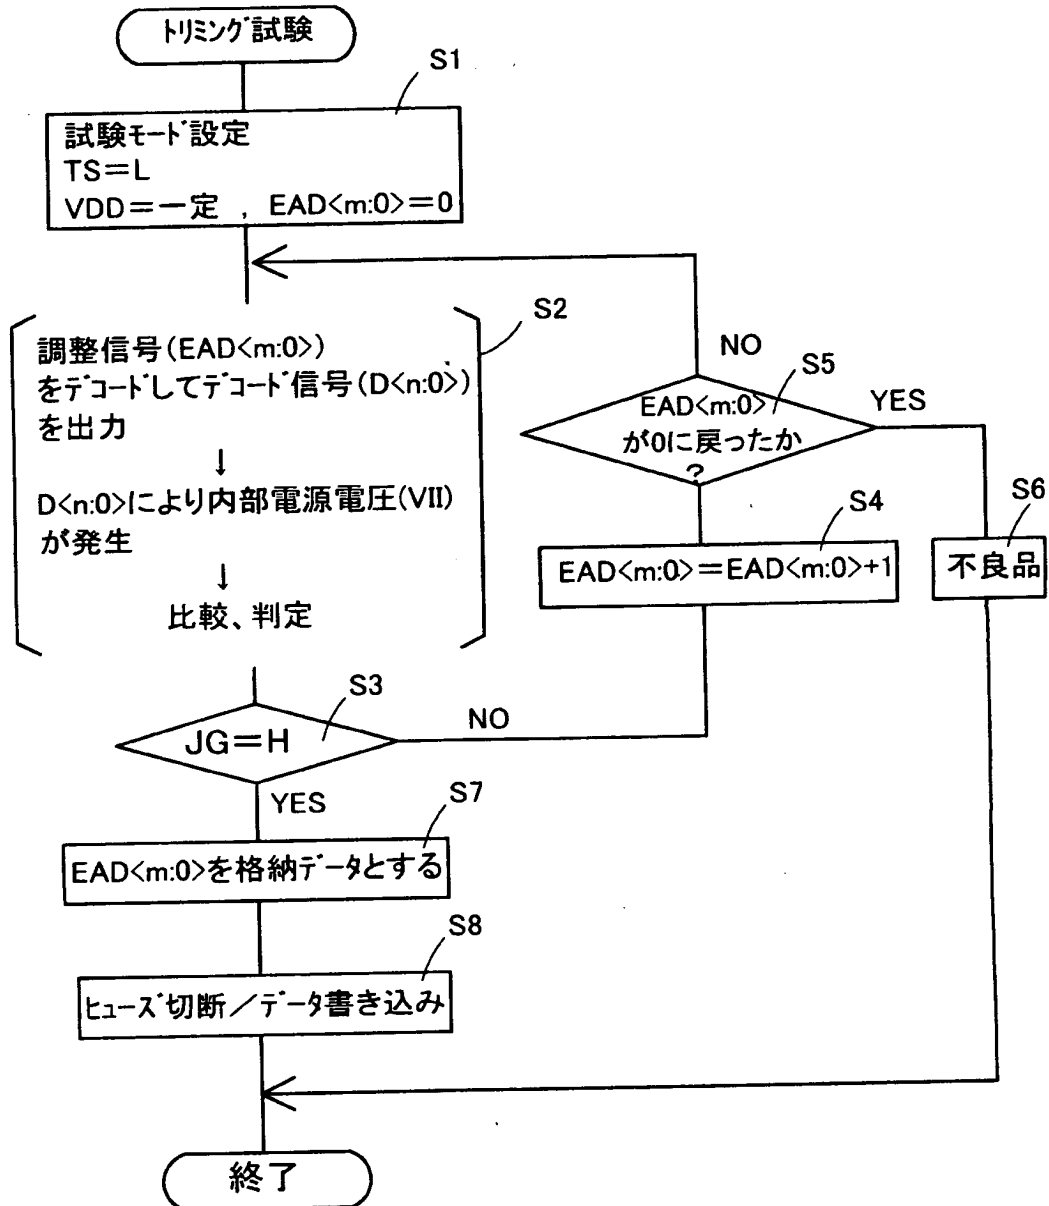 トリミング試験
S1
試験モード設定
TS=L
VDD=一定 , EAD<m:0>=0
S2
調整信号(EAD<m:0>)
をデコードしてデコード信号(D<n:0>)
を出力
↓
D<n:0>により内部電源電圧(VII)
が発生
↓
比較、判定
NO
S5
EAD<m:0>
が0に戻ったか
?
YES
S4
EAD<m:0>=EAD<m:0>+1
S6
不良品
S3
JG=H
NO
YES
S7
EAD<m:0>を格納データとする
S8
ヒューズ切断/データ書き込み
終了